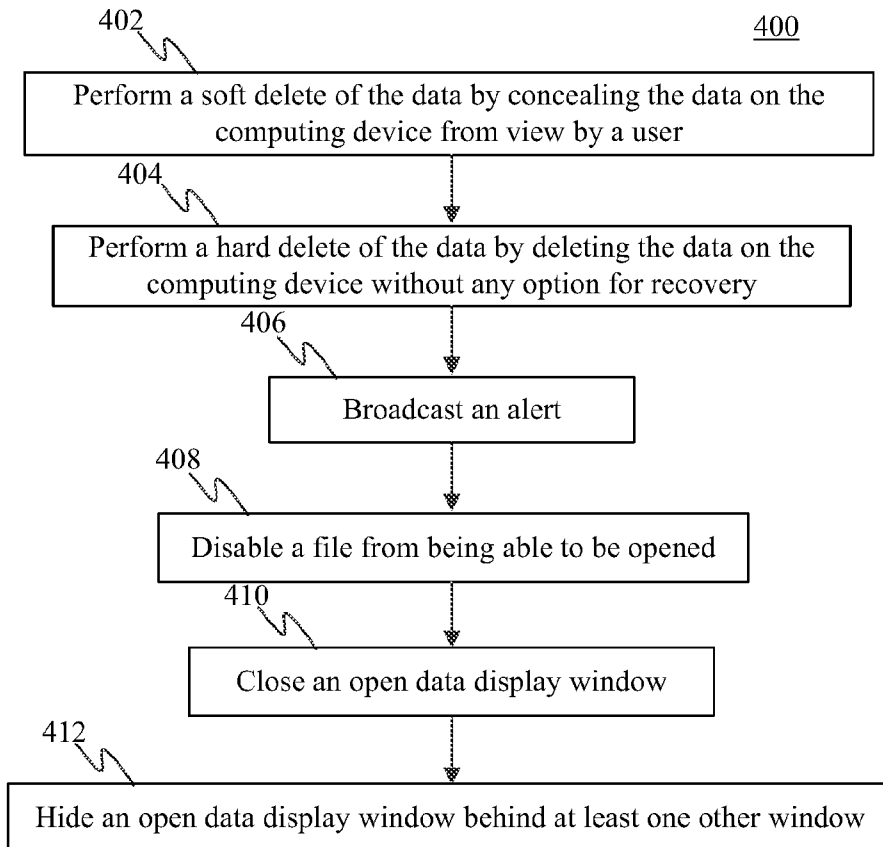 402
400
Perform a soft delete of the data by concealing the data on the
computing device from view by a user
404
Perform a hard delete of the data by deleting the data on the
computing device without any option for recovery
406
Broadcast an alert
408
Disable a file from being able to be opened
410
Close an open data display window
412
Hide an open data display window behind at least one other window